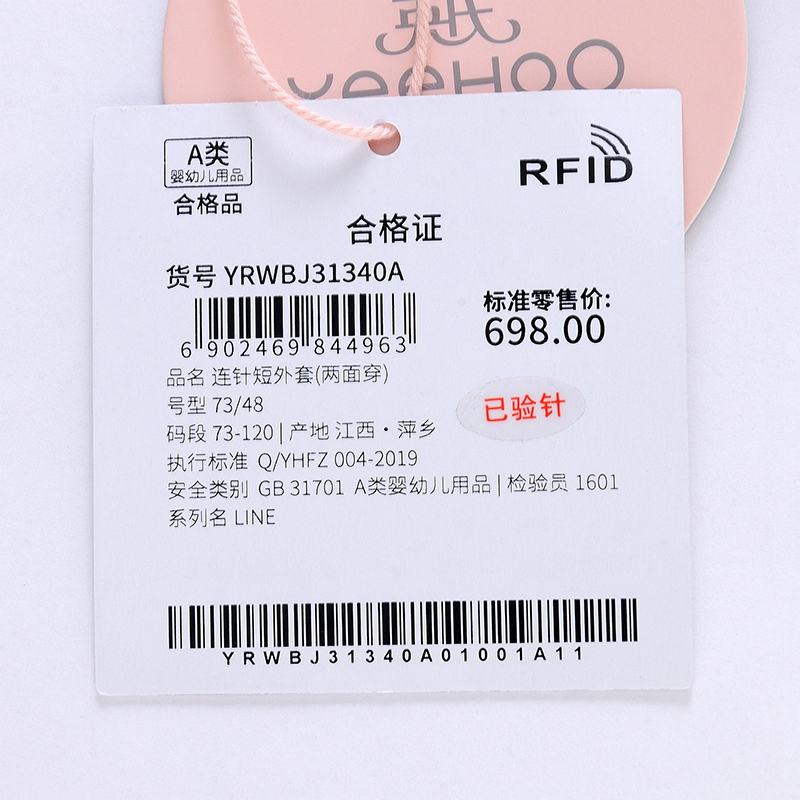 YeeHOO
A类
婴幼儿用品
合格品
RFID
合格证
货号 YRWBJ31340A
6 902469 844963
标准零售价:
698.00
品名 连针短外套(两面穿)
号型 73/48
已验针
码段 73-120 | 产地 江西·萍乡
执行标准 Q/YHFZ 004-2019
安全类别 GB 31701 A类婴幼儿用品 | 检验员 1601
系列名 LINE
YRWBJ31340A01001A11